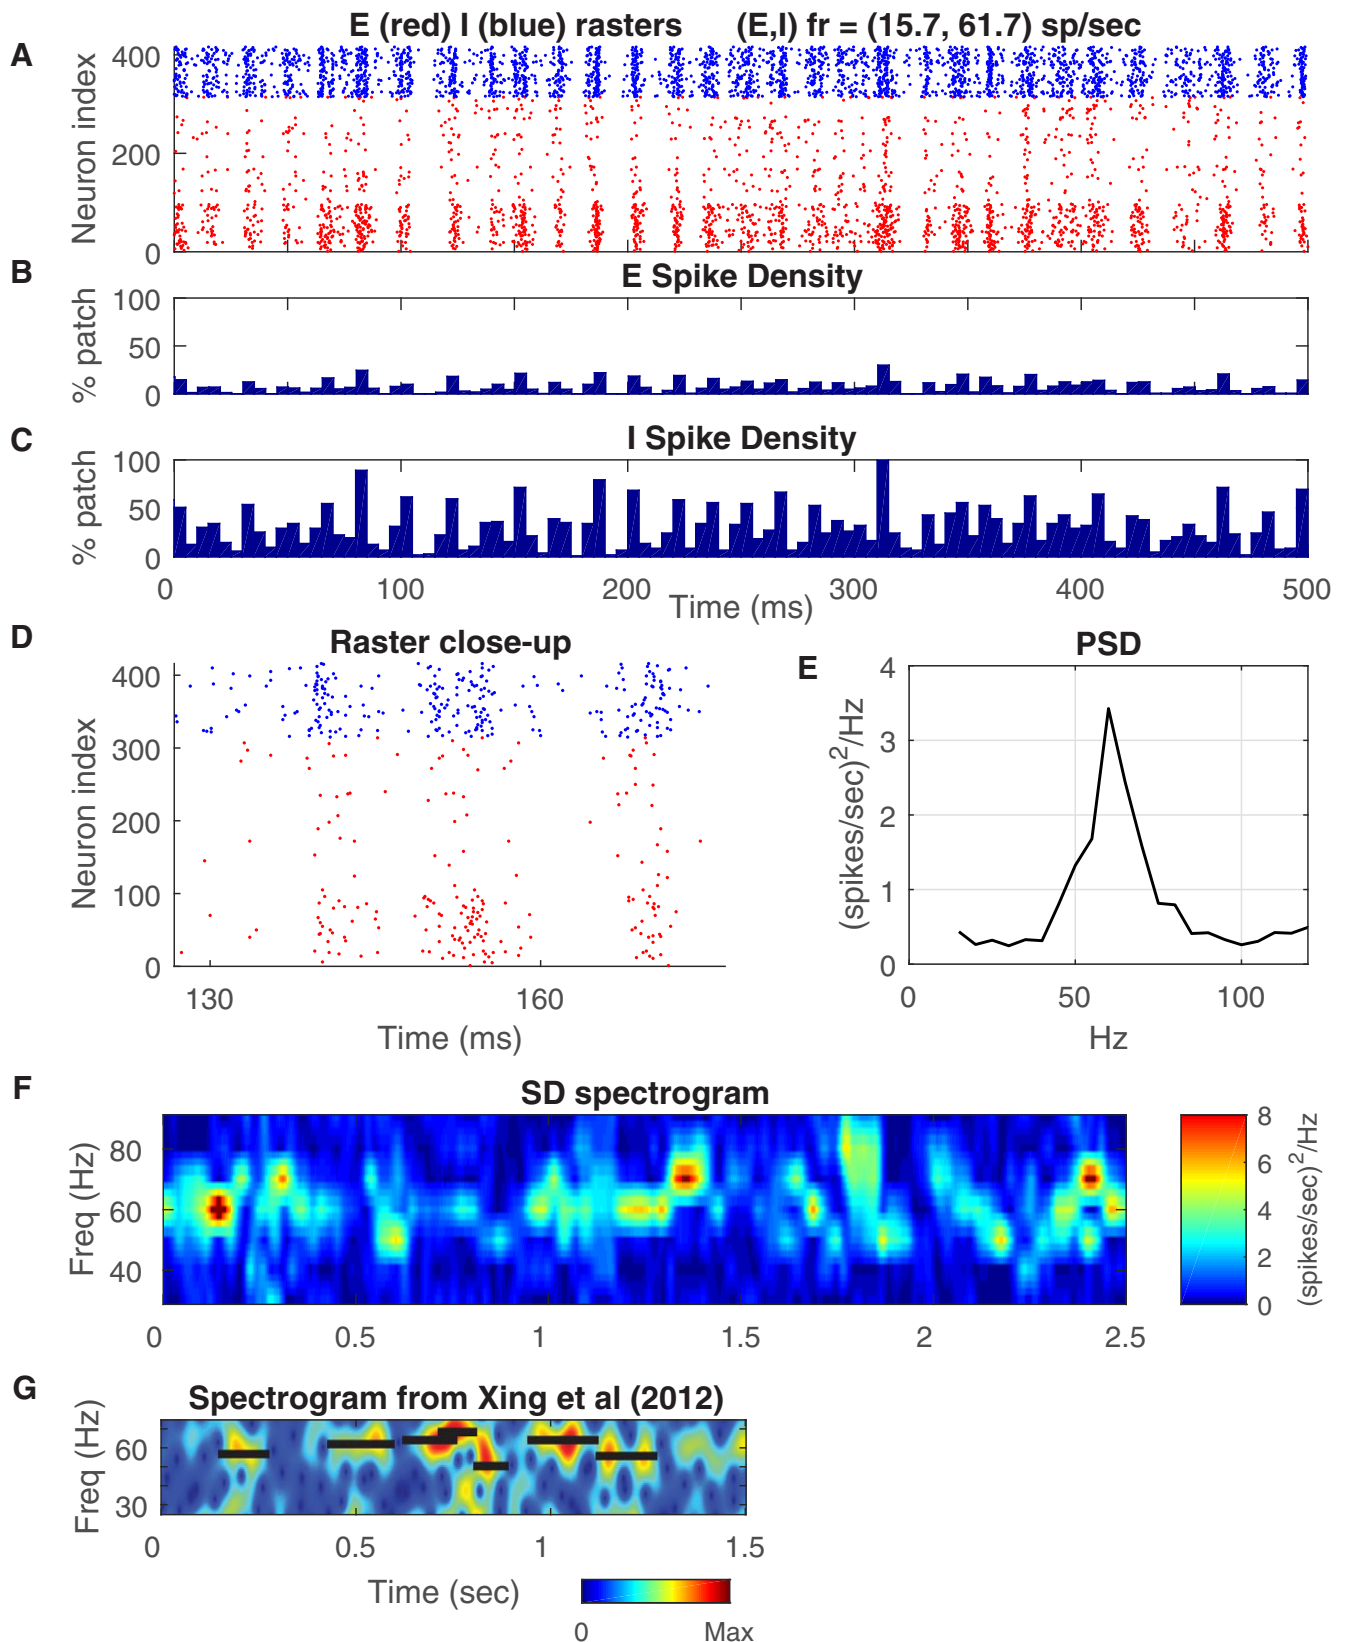 E (red) I (blue) rasters (E,I) fr = (15.7, 61.7) sp/sec
A
Neuron index
400
200
0
B
E Spike Density
% patch
100
50
0
C
I Spike Density
% patch
100
50
0
0 100 200 300 400 500
Time (ms)
D
Raster close-up
Neuron index
400
300
200
100
0
130 160
Time (ms)
E
PSD
(spikes/sec)2/Hz
4
3
2
1
0
0 50 100
Hz
F
SD spectrogram
Freq (Hz)
80
60
40
0 0.5 1 1.5 2 2.5
8
6
4
2
0
(spikes/sec)2/Hz
G
Spectrogram from Xing et al (2012)
Freq (Hz)
60
30
0 0.5 1 1.5
Time (sec)
0 Max